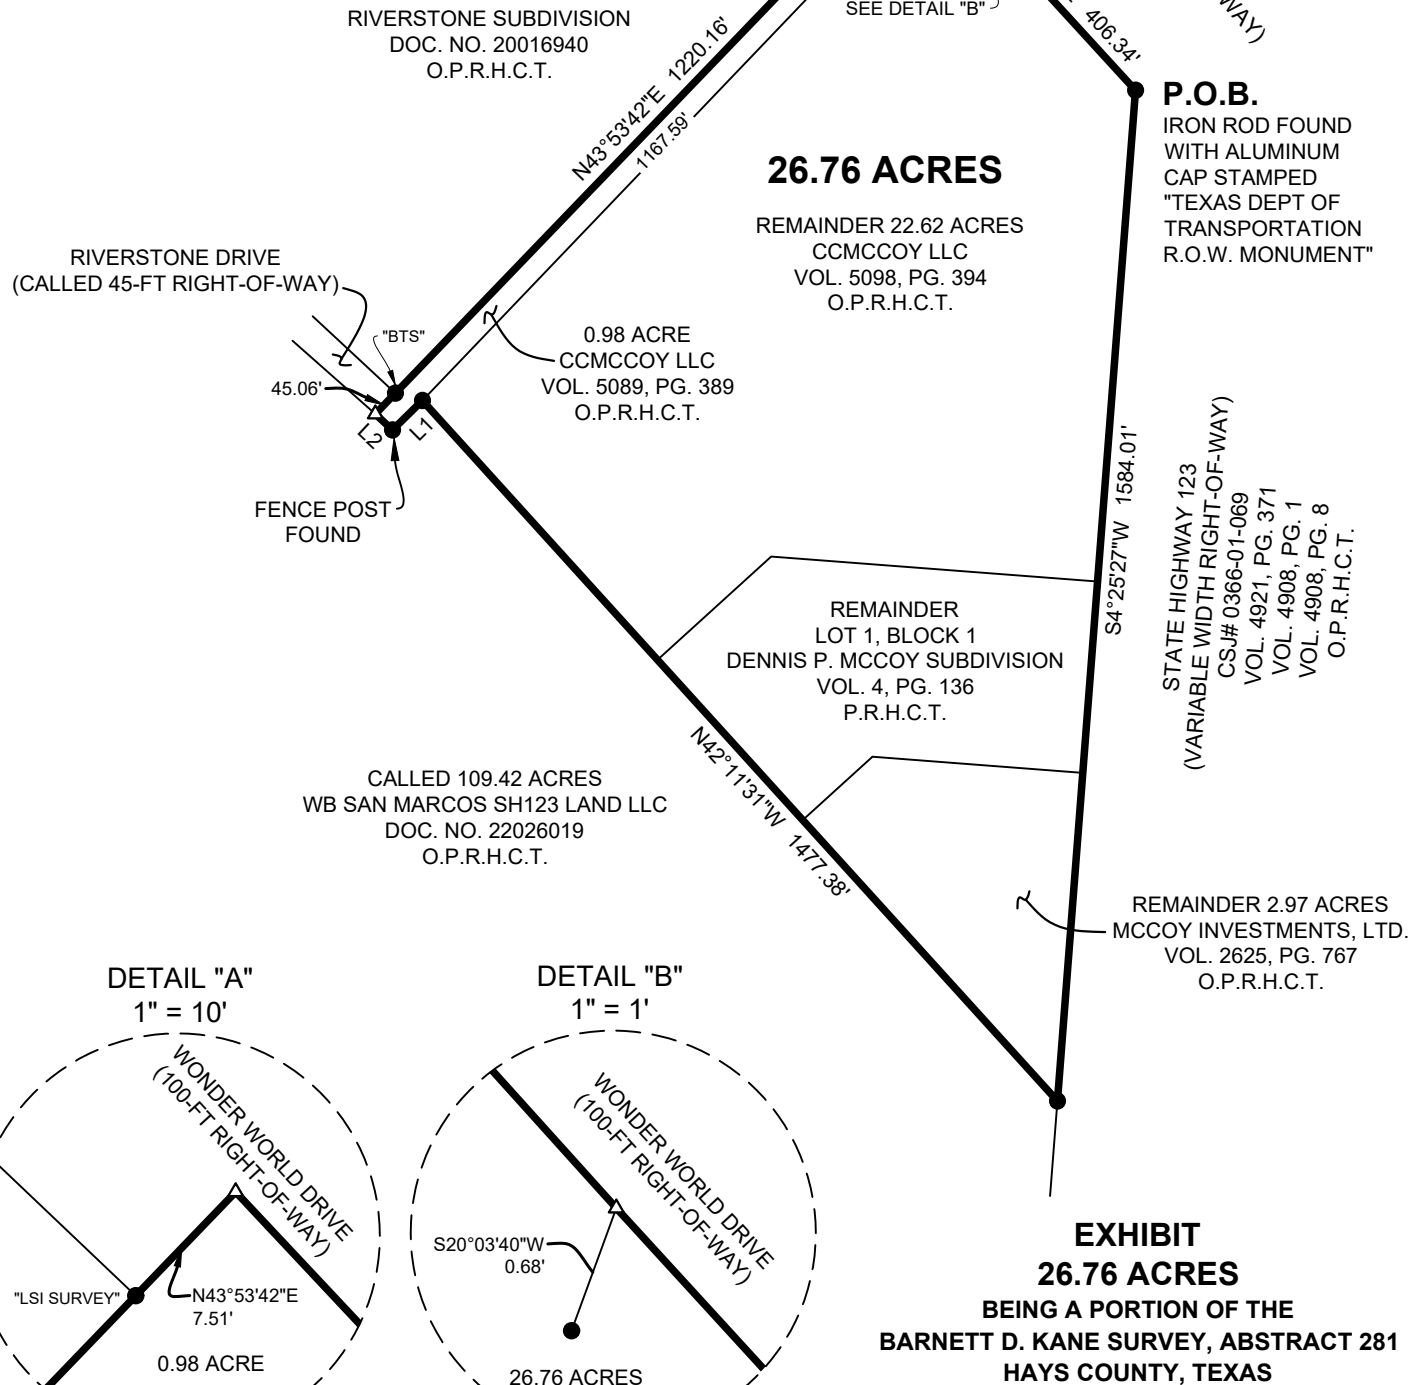 RIVERSTONE SUBDIVISION
DOC. NO. 20016940
O.P.R.H.C.T.
SEE DETAIL "B"
406.34'
WAY)
N43°53'42"E 1220.16'
1167.59'
P.O.B.
IRON ROD FOUND
WITH ALUMINUM
CAP STAMPED
"TEXAS DEPT OF
TRANSPORTATION
R.O.W. MONUMENT"
26.76 ACRES
REMAINDER 22.62 ACRES
CCMCCOY LLC
VOL. 5098, PG. 394
O.P.R.H.C.T.
RIVERSTONE DRIVE
(CALLED 45-FT RIGHT-OF-WAY)
"BTS"
45.06'
L2
L1
0.98 ACRE
CCMCCOY LLC
VOL. 5089, PG. 389
O.P.R.H.C.T.
FENCE POST
FOUND
S4°25'27"W 1584.01'
STATE HIGHWAY 123
(VARIABLE WIDTH RIGHT-OF-WAY)
CSJ# 0366-01-069
VOL. 4921, PG. 371
VOL. 4908, PG. 1
VOL. 4908, PG. 8
O.P.R.H.C.T.
REMAINDER
LOT 1, BLOCK 1
DENNIS P. MCCOY SUBDIVISION
VOL. 4, PG. 136
P.R.H.C.T.
N42°11'31"W 1477.38'
CALLED 109.42 ACRES
WB SAN MARCOS SH123 LAND LLC
DOC. NO. 22026019
O.P.R.H.C.T.
REMAINDER 2.97 ACRES
MCCOY INVESTMENTS, LTD.
VOL. 2625, PG. 767
O.P.R.H.C.T.
DETAIL "A"
1" = 10'
WONDER WORLD DRIVE
(100-FT RIGHT-OF-WAY)
"LSI SURVEY"
N43°53'42"E
7.51'
0.98 ACRE
DETAIL "B"
1" = 1'
WONDER WORLD DRIVE
(100-FT RIGHT-OF-WAY)
S20°03'40"W
0.68'
26.76 ACRES
EXHIBIT
26.76 ACRES
BEING A PORTION OF THE
BARNETT D. KANE SURVEY, ABSTRACT 281
HAYS COUNTY, TEXAS